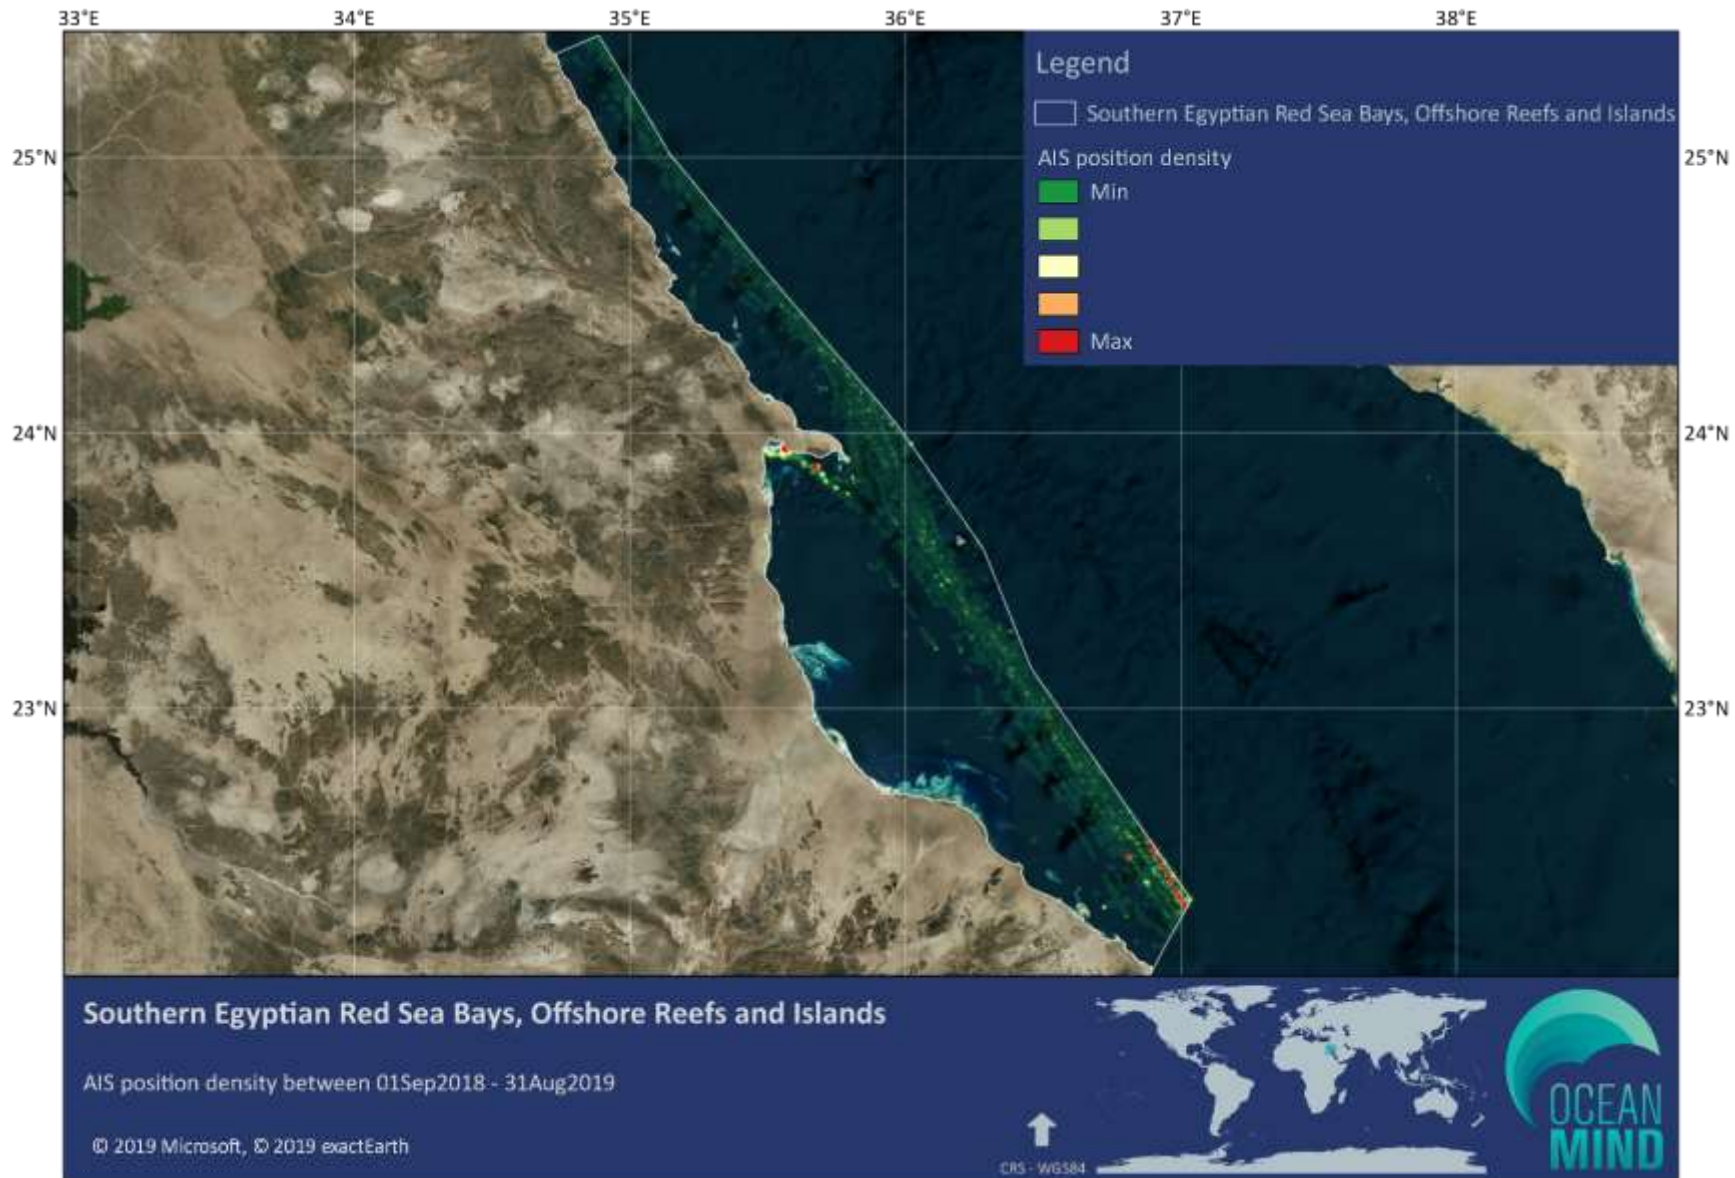 33°E 34°E 35°E 36°E 37°E 38°E
Legend
Southern Egyptian Red Sea Bays, Offshore Reefs and Islands
25°N AIS position density 25°N
Min
Max
24°N 24°N
23°N 23°N
Southern Egyptian Red Sea Bays, Offshore Reefs and Islands
AIS position density between 01Sep2018 - 31Aug2019
© 2019 Microsoft, © 2019 exactEarth
CRS - WGS84
OCEAN
MIND